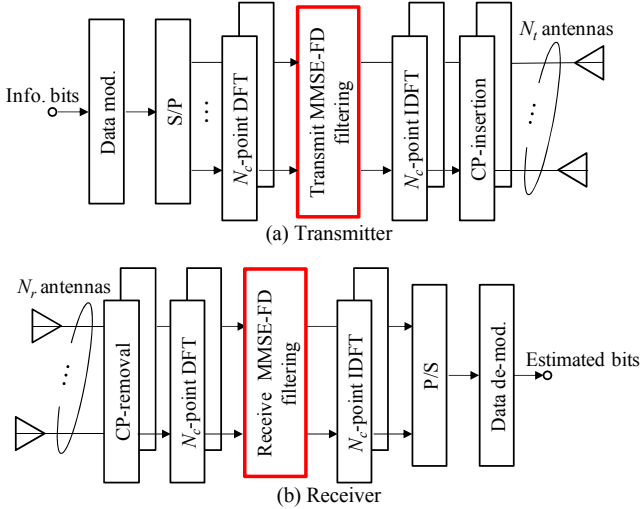 Info. bits
Data mod.
S/P
...
Nc-point DFT
Transmit MMSE-FD
filtering
Nc-point IDFT
CP-insertion
Nt antennas
...
(a) Transmitter
Nr antennas
...
CP-removal
Nc-point DFT
Receive MMSE-FD
filtering
Nc-point IDFT
P/S
Data de-mod.
Estimated bits
(b) Receiver